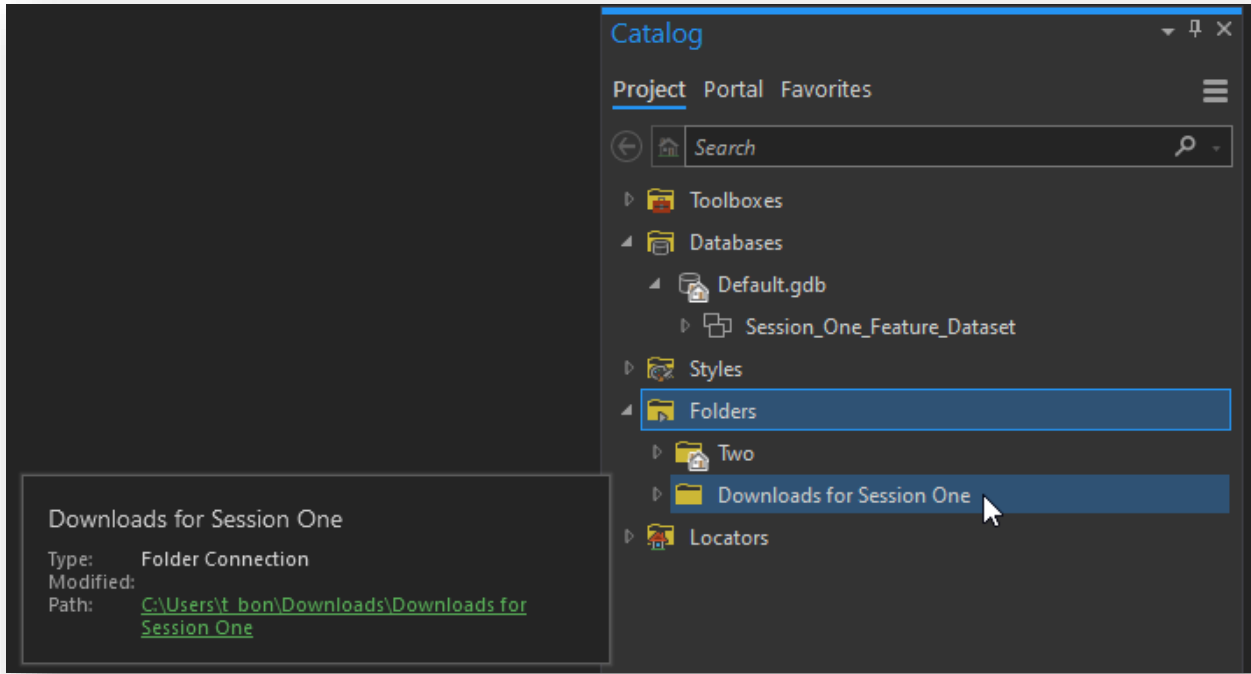 Catalog
Project Portal Favorites
Search
Toolboxes
Databases
Default.gdb
Session_One_Feature_Dataset
Styles
Folders
Two
Downloads for Session One
Locators
Downloads for Session One
Type: Folder Connection
Modified:
Path: C:\Users\t_bon\Downloads\Downloads for
Session One